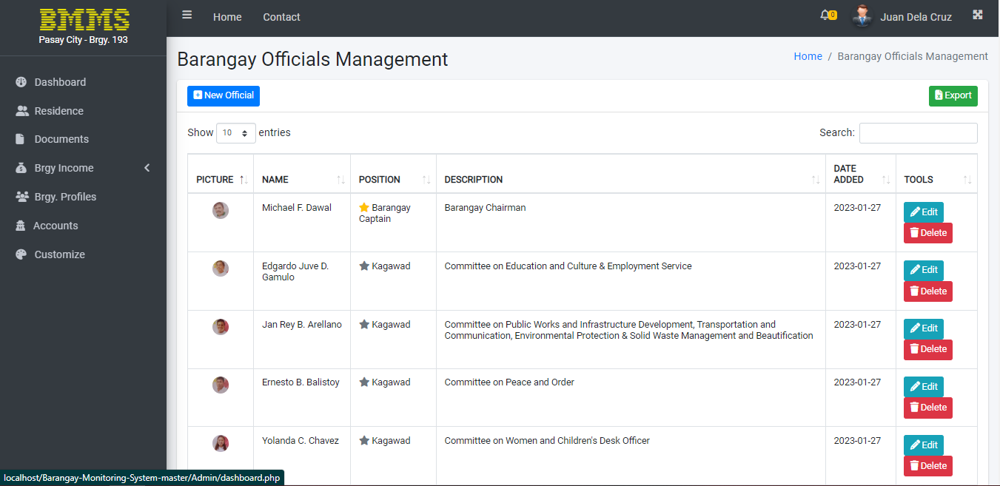 BMMS
Pasay City - Brgy. 193
Home
Contact
0
Juan Dela Cruz
Dashboard
Residence
Documents
Brgy Income
Brgy. Profiles
Accounts
Customize
Barangay Officials Management
Home / Barangay Officials Management
New Official
Export
Show 10 entries
Search:
PICTURE
NAME
POSITION
DESCRIPTION
DATE
ADDED
TOOLS
Michael F. Dawal
Barangay
Captain
Barangay Chairman
2023-01-27
Edit
Delete
Edgardo Juve D.
Gamulo
Kagawad
Committee on Education and Culture & Employment Service
2023-01-27
Edit
Delete
Jan Rey B. Arellano
Kagawad
Committee on Public Works and Infrastructure Development, Transportation and
Communication, Environmental Protection & Solid Waste Management and Beautification
2023-01-27
Edit
Delete
Ernesto B. Balistoy
Kagawad
Committee on Peace and Order
2023-01-27
Edit
Delete
Yolanda C. Chavez
Kagawad
Committee on Women and Children's Desk Officer
2023-01-27
Edit
Delete
localhost/Barangay-Monitoring-System-master/Admin/dashboard.php